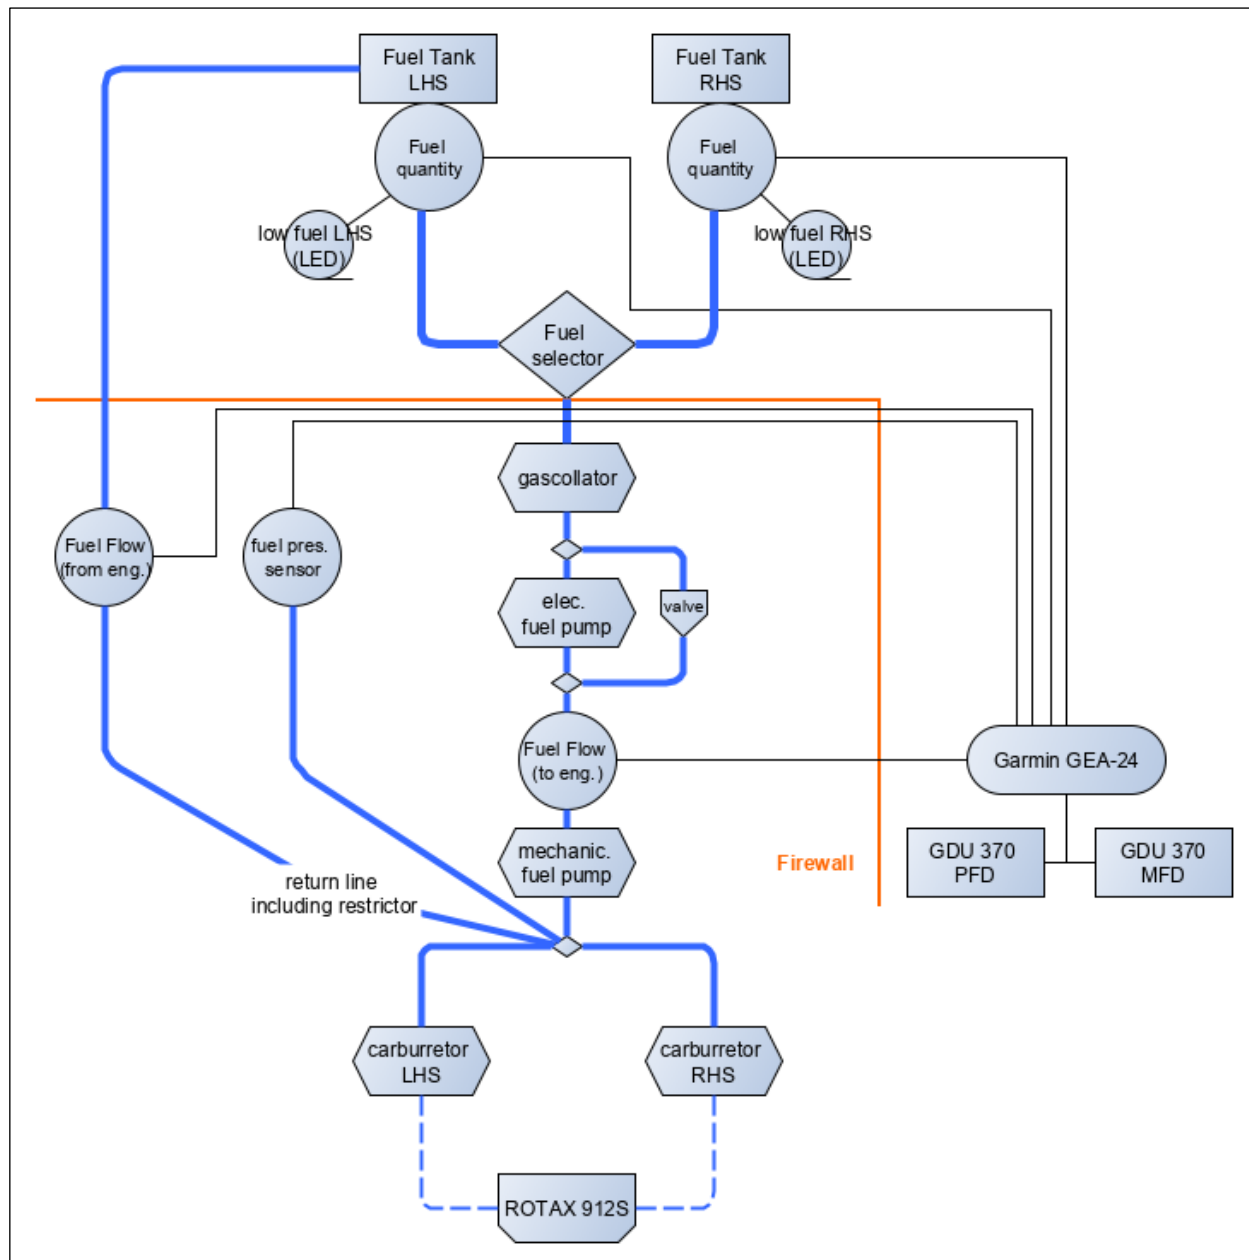 Fuel Tank
LHS
Fuel Tank
RHS
Fuel
quantity
Fuel
quantity
low fuel LHS
(LED)
low fuel RHS
(LED)
Fuel
selector
gascollator
Fuel Flow
(from eng.)
fuel pres.
sensor
elec.
fuel pump
valve
Fuel Flow
(to eng.)
Garmin GEA-24
mechanic.
fuel pump
Firewall
GDU 370
PFD
GDU 370
MFD
return line
including restrictor
carburretor
LHS
carburretor
RHS
ROTAX 912S